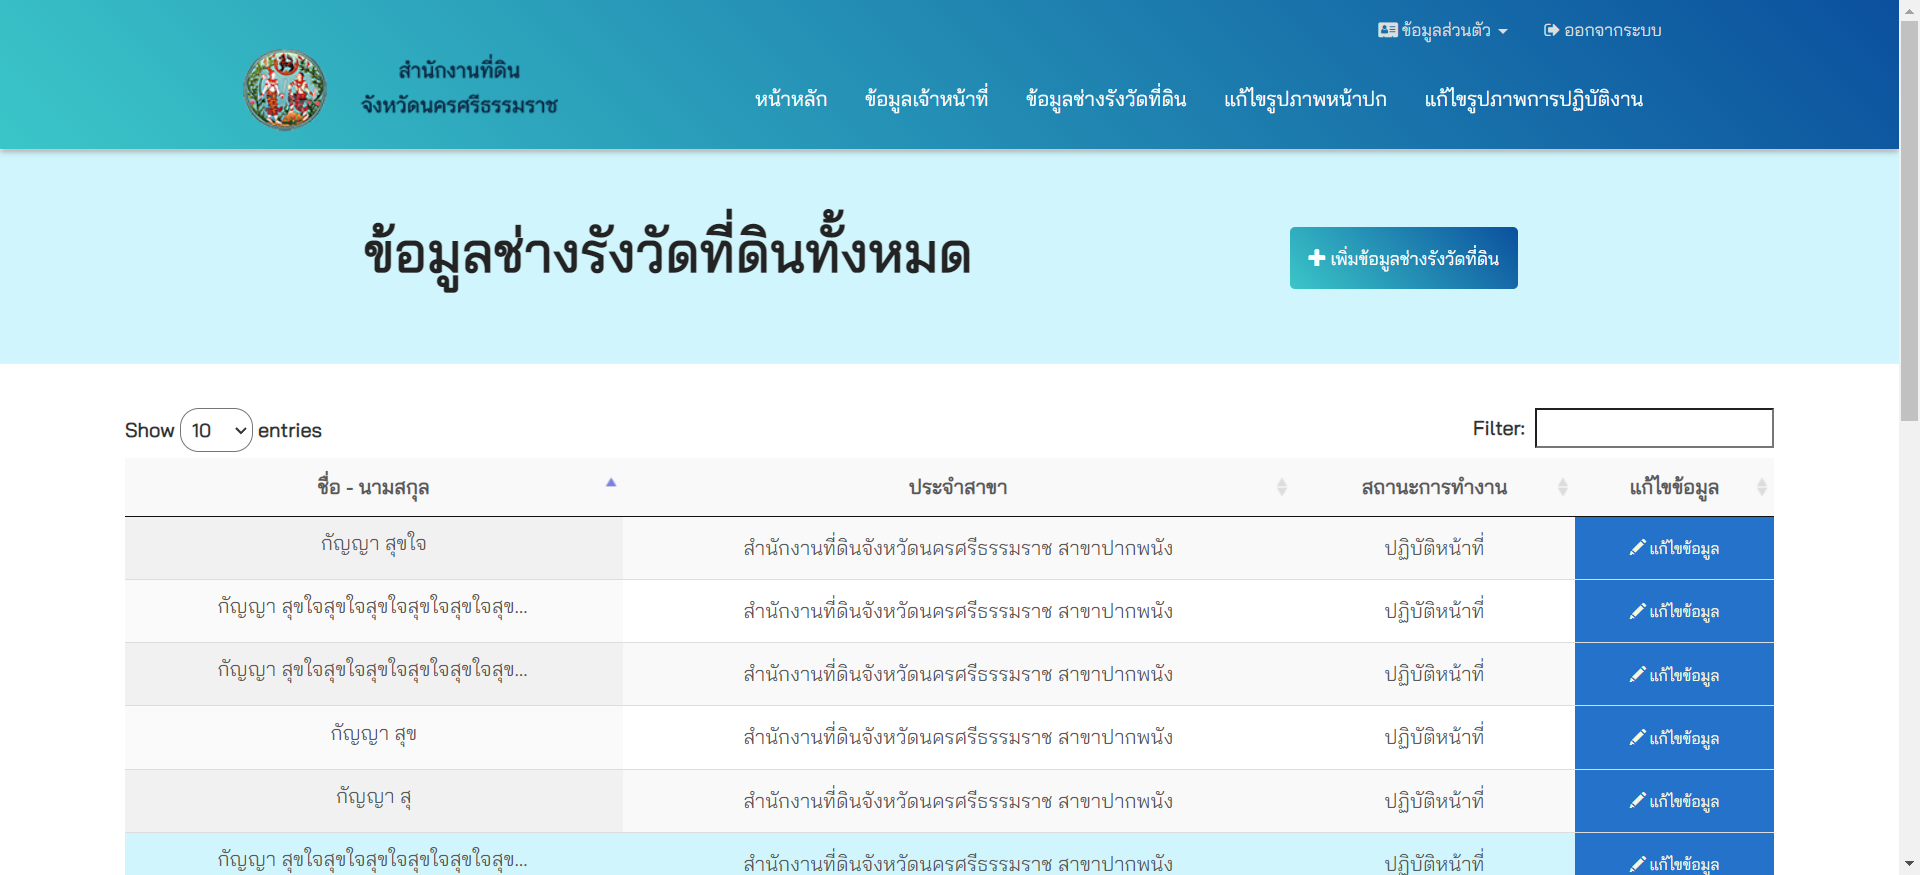 ข้อมูลส่วนตัว ออกจากระบบ
สำนักงานที่ดิน
จังหวัดนครศรีธรรมราช
หน้าหลัก ข้อมูลเจ้าหน้าที่ ข้อมูลช่างรังวัดที่ดิน แก้ไขรูปภาพหน้าปก แก้ไขรูปภาพการปฏิบัติงาน
ข้อมูลช่างรังวัดที่ดินทั้งหมด
เพิ่มข้อมูลช่างรังวัดที่ดิน
Show 10 entries Filter:
ชื่อ - นามสกุล ประจำสาขา สถานะการทำงาน แก้ไขข้อมูล
กัญญา สุขใจ สำนักงานที่ดินจังหวัดนครศรีธรรมราช สาขาปากพนัง ปฏิบัติหน้าที่ แก้ไขข้อมูล
กัญญา สุขใจสุขใจสุขใจสุขใจสุขใจสุข... สำนักงานที่ดินจังหวัดนครศรีธรรมราช สาขาปากพนัง ปฏิบัติหน้าที่ แก้ไขข้อมูล
กัญญา สุขใจสุขใจสุขใจสุขใจสุขใจสุข... สำนักงานที่ดินจังหวัดนครศรีธรรมราช สาขาปากพนัง ปฏิบัติหน้าที่ แก้ไขข้อมูล
กัญญา สุข สำนักงานที่ดินจังหวัดนครศรีธรรมราช สาขาปากพนัง ปฏิบัติหน้าที่ แก้ไขข้อมูล
กัญญา สุ สำนักงานที่ดินจังหวัดนครศรีธรรมราช สาขาปากพนัง ปฏิบัติหน้าที่ แก้ไขข้อมูล
กัญญา สุขใจสุขใจสุขใจสุขใจสุขใจสุข... สำนักงานที่ดินจังหวัดนครศรีธรรมราช สาขาปากพนัง ปฏิบัติหน้าที่ แก้ไขข้อมูล